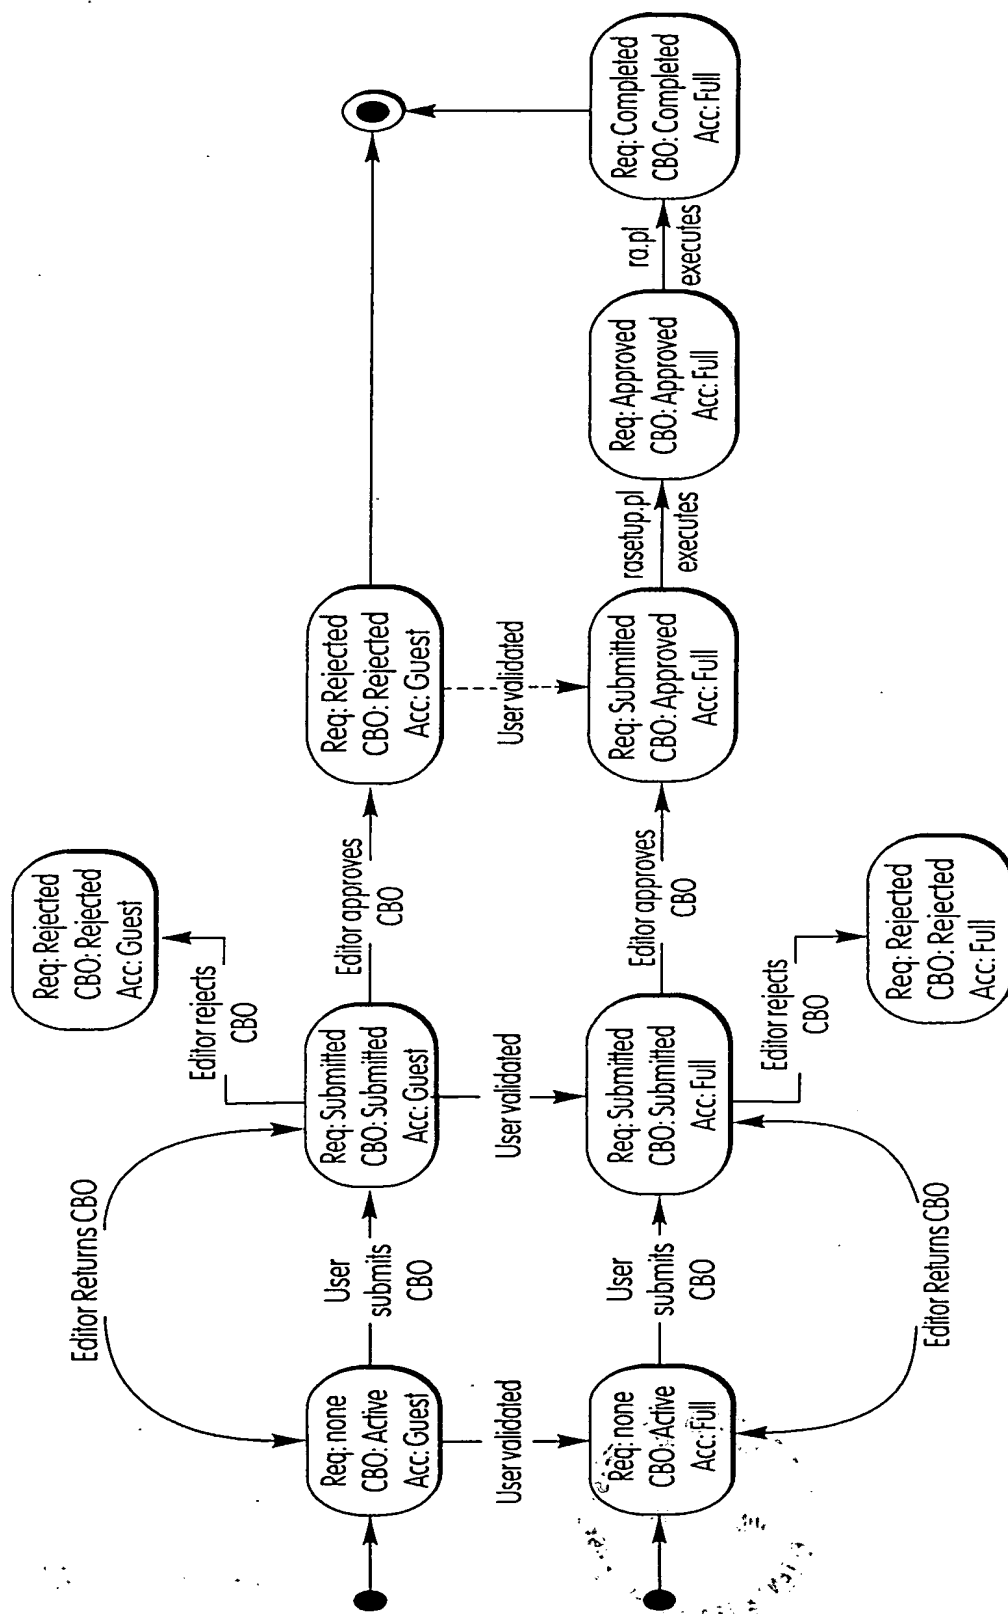 Editor Returns CBO
Editor rejects
CBO
Req: Rejected
CBO: Rejected
Acc: Guest
Req: none
CBO: Active
Acc: Guest
User
submits
CBO
Req: Submitted
CBO: Submitted
Acc: Guest
Editor approves
CBO
Req: Rejected
CBO: Rejected
Acc: Guest
User validated
User validated
User validated
Req: none
CBO: Active
Acc: Full
User
submits
CBO
Req: Submitted
CBO: Submitted
Acc: Full
Editor approves
CBO
Req: Submitted
CBO: Approved
Acc: Full
rasetup.pl
executes
Req: Approved
CBO: Approved
Acc: Full
ra.pl
executes
Req: Completed
CBO: Completed
Acc: Full
Editor rejects
CBO
Req: Rejected
CBO: Rejected
Acc: Full
Editor Returns CBO